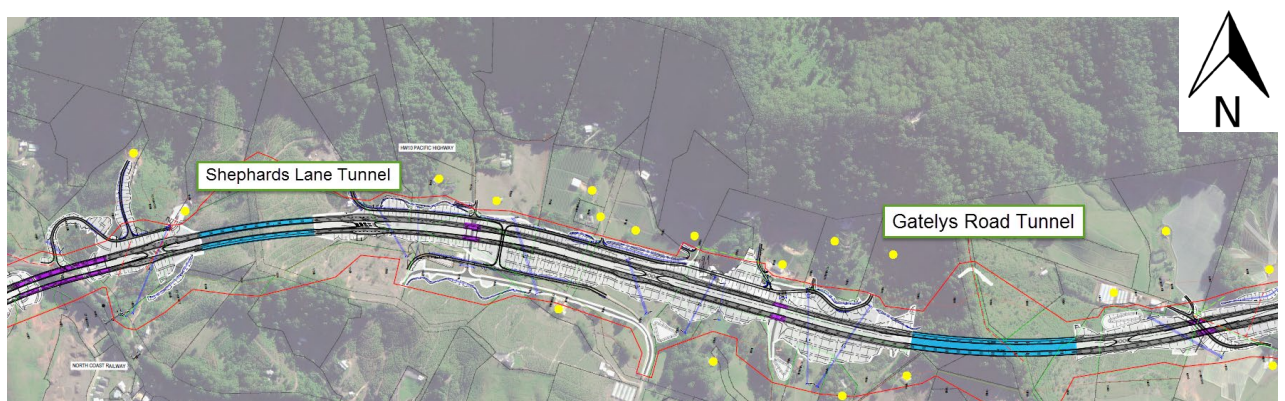 N
HW10 PACIFIC HIGHWAY
Shephards Lane Tunnel
Gatelys Road Tunnel
NORTH COAST RAILWAY